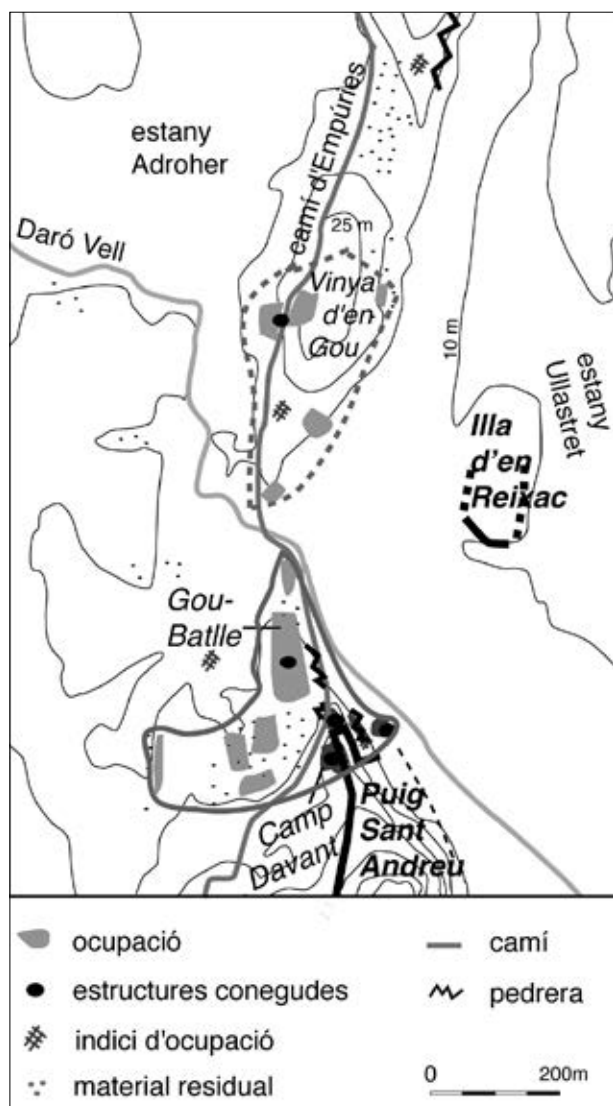 estany
Adroher
camí d'Empúries
Daró Vell
25 m
Vinya
d'en
Gou
10 m
estany
Ullastret
Illa
d'en
Reixac
Gou-
Batlle
Camp
Davant
Puig
Sant
Andreu
ocupació
camí
estructures conegudes
pedrera
indici d'ocupació
material residual
0 200m